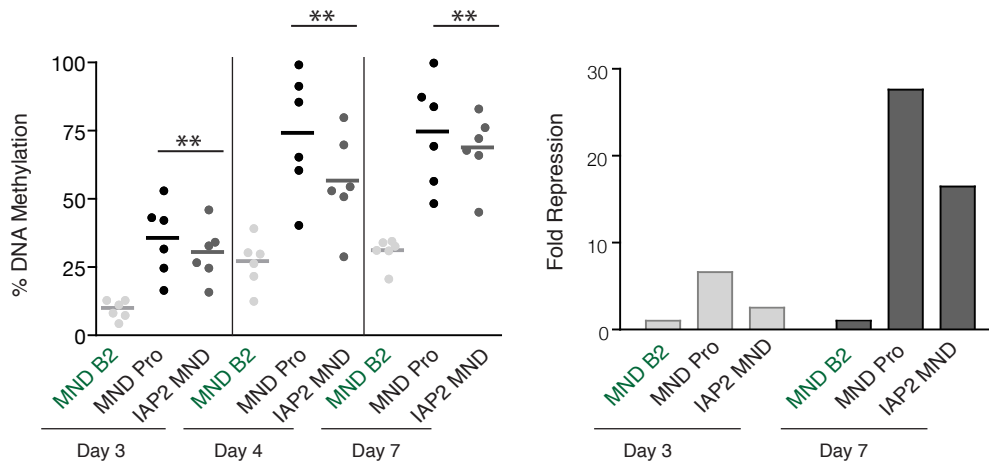 **
**
**
% DNA Methylation
100
75
50
25
0
MND B2
MND Pro
IAP2 MND
MND B2
MND Pro
IAP2 MND
MND B2
MND Pro
IAP2 MND
Day 3
Day 4
Day 7
Fold Repression
30
20
10
0
MND B2
MND Pro
IAP2 MND
MND B2
MND Pro
IAP2 MND
Day 3
Day 7